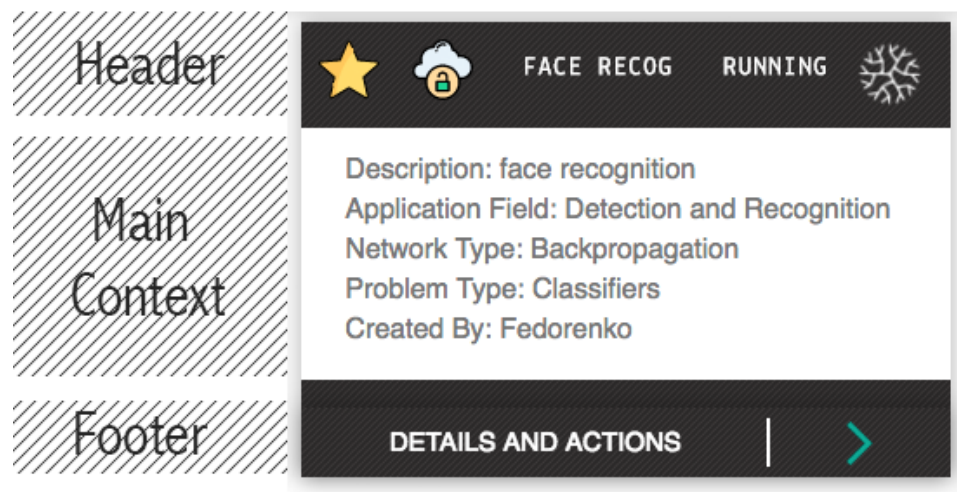 Header
FACE RECOG RUNNING
Main
Context
Description: face recognition
Application Field: Detection and Recognition
Network Type: Backpropagation
Problem Type: Classifiers
Created By: Fedorenko
Footer
DETAILS AND ACTIONS